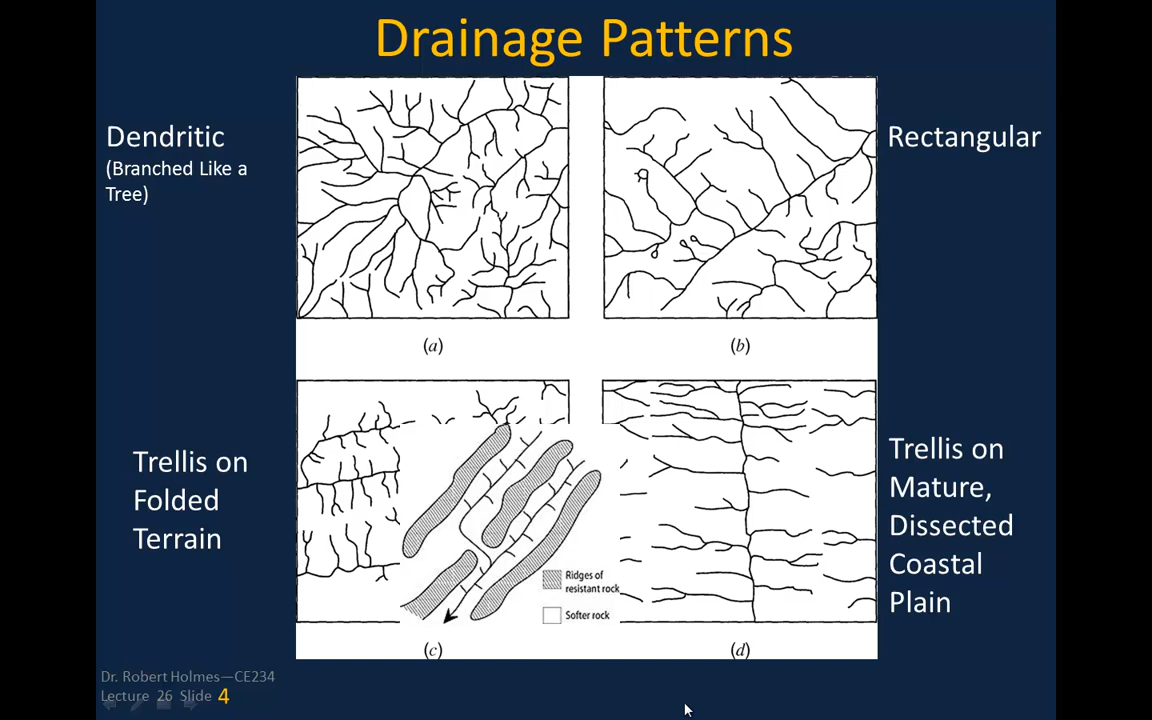 Drainage Patterns
Dendritic
(Branched Like a
Tree)
Rectangular
(a)
(b)
Trellis on
Folded
Terrain
Ridges of
resistant rock
Softer rock
Trellis on
Mature,
Dissected
Coastal
Plain
(c)
(d)
Dr. Robert Holmes—CE234
Lecture 26 Slide 4